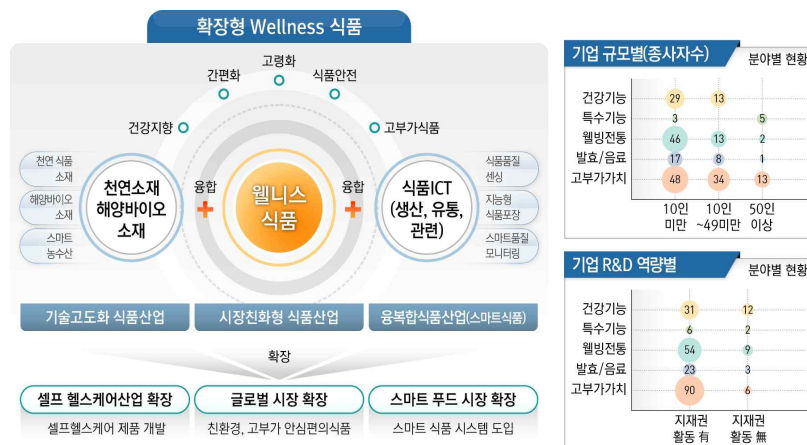 확장형 Wellness 식품
고령화
간편화
식품안전
건강지향
고부가식품
천연 식품
소재
해양바이오
소재
스마트
농수산
천연소재
해양바이오
소재
융합
웰니스
식품
융합
식품ICT
(생산, 유통,
관련)
식품품질
센싱
지능형
식품포장
스마트품질
모니터링
기술고도화 식품산업
시장친화형 식품산업
융복합식품산업(스마트식품)
확장
셀프 헬스케어산업 확장
셀프헬스케어 제품 개발
글로벌 시장 확장
친환경, 고부가 안심편의식품
스마트 푸드 시장 확장
스마트 식품 시스템 도입
기업 규모별(종사자수)
분야별 현황
건강기능 29 13
특수기능 3 5
웰빙전통 46 13 2
발효/음료 17 8 1
고부가가치 48 34 13
10인
미만
10인
~49미만
50인
이상
기업 R&D 역량별
분야별 현황
건강기능 31 12
특수기능 6 2
웰빙전통 54 9
발효/음료 23 3
고부가가치 90 6
지재권
활동 有
지재권
활동 無